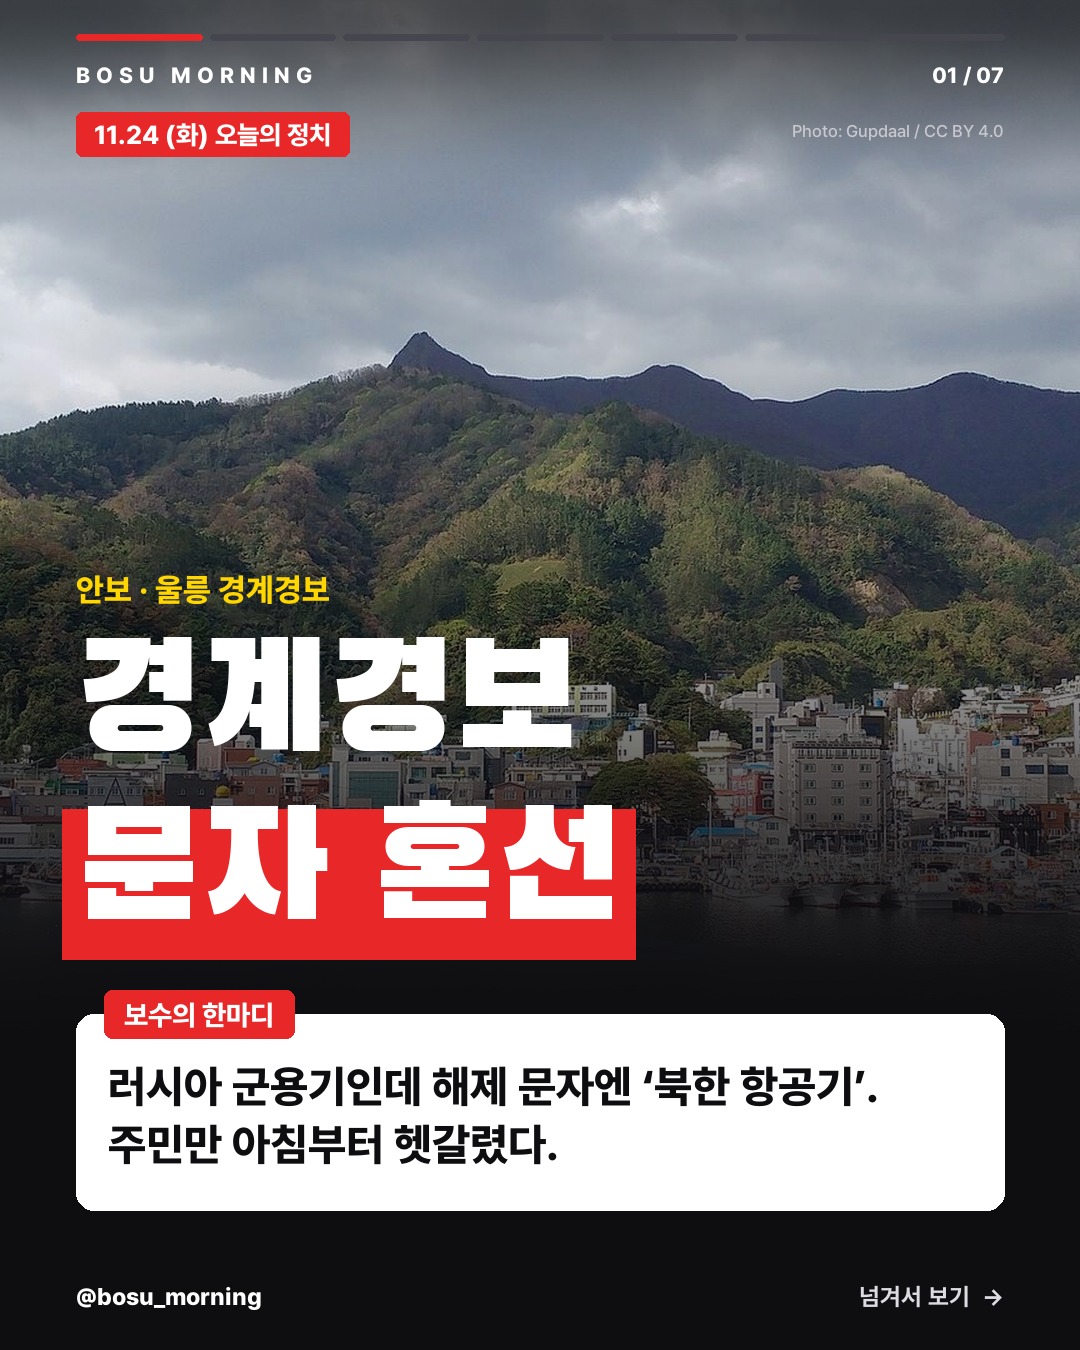 BOSU MORNING
01 / 07
11.24 (화) 오늘의 정치
Photo: Gupdaal / CC BY 4.0
안보 · 울릉 경계경보
경계경보
문자 혼선
보수의 한마디
러시아 군용기인데 해제 문자엔 ‘북한 항공기’.
주민만 아침부터 헷갈렸다.
@bosu_morning
넘겨서 보기 →